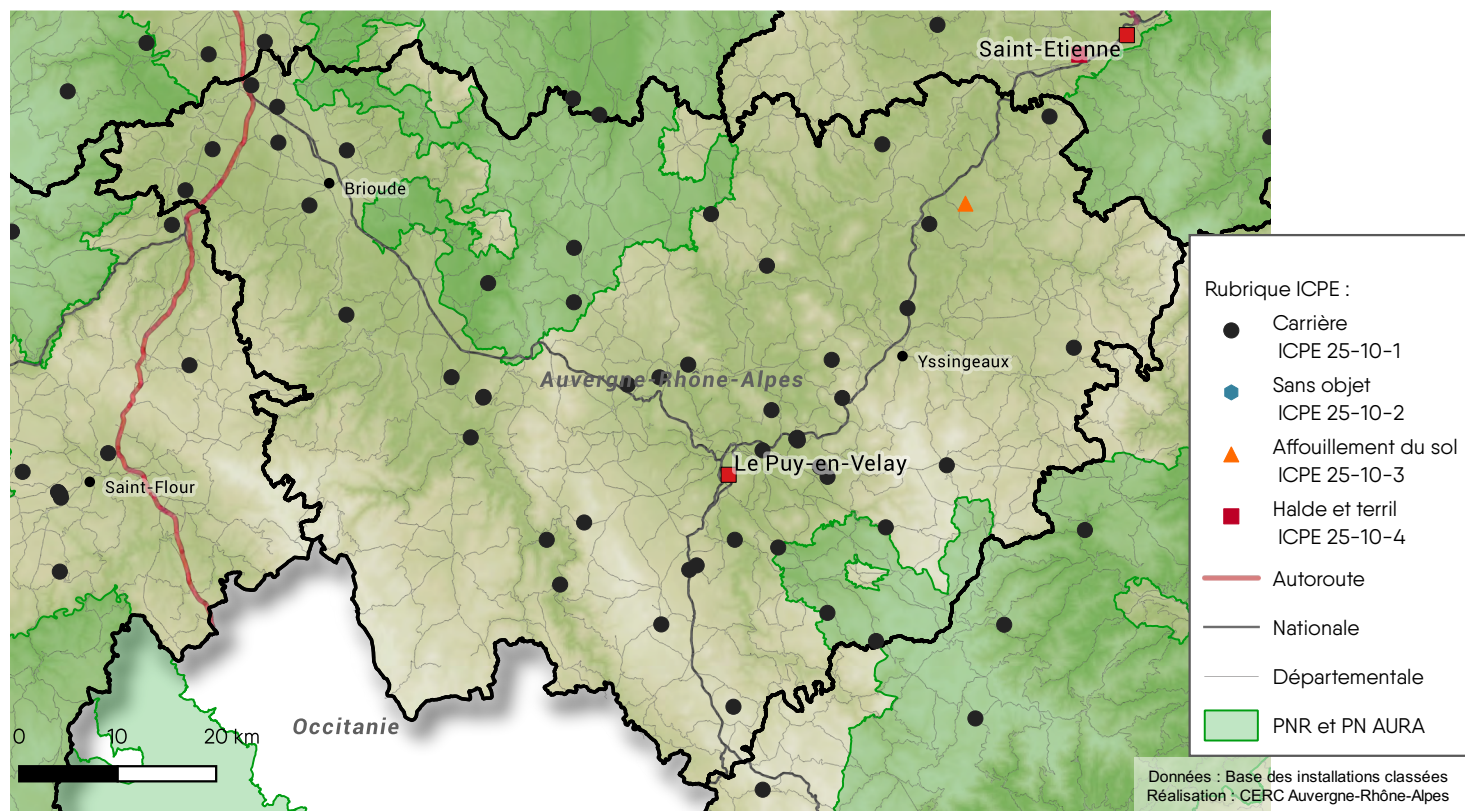 Saint-Etienne
Brioude
Yssingeaux
Auvergne-Rhône-Alpes
Le Puy-en-Velay
Saint-Flour
Occitanie
0 10 20 km
Rubrique ICPE :
Carrière
ICPE 25-10-1
Sans objet
ICPE 25-10-2
Affouillement du sol
ICPE 25-10-3
Halde et terril
ICPE 25-10-4
Autoroute
Nationale
Départementale
PNR et PN AURA
Données : Base des installations classées
Réalisation : CERC Auvergne-Rhône-Alpes